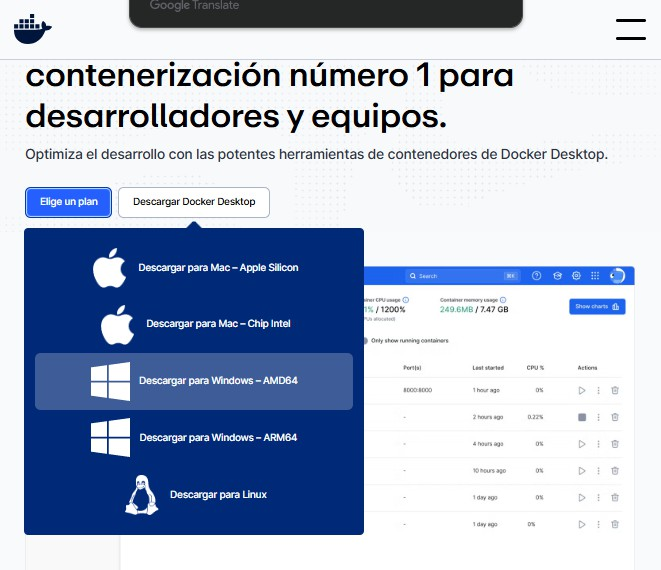 Google Translate
contenerización número 1 para
desarrolladores y equipos.
Optimiza el desarrollo con las potentes herramientas de contenedores de Docker Desktop.
Elige un plan
Descargar Docker Desktop
Descargar para Mac – Apple Silicon
Descargar para Mac – Chip Intel
Descargar para Windows – AMD64
Descargar para Windows – ARM64
Descargar para Linux
Search
⌘K
iner CPU usage
Container memory usage
1% / 1200%
249.6MB / 7.47 GB
Show charts
Only show running containers
Port(s) Last started CPU % Actions
8000:8000 1 hour ago 0%
- 2 hours ago 0.22%
- 4 hours ago 0%
- 10 hours ago 0%
- 1 day ago 0%
- 1 day ago 0%